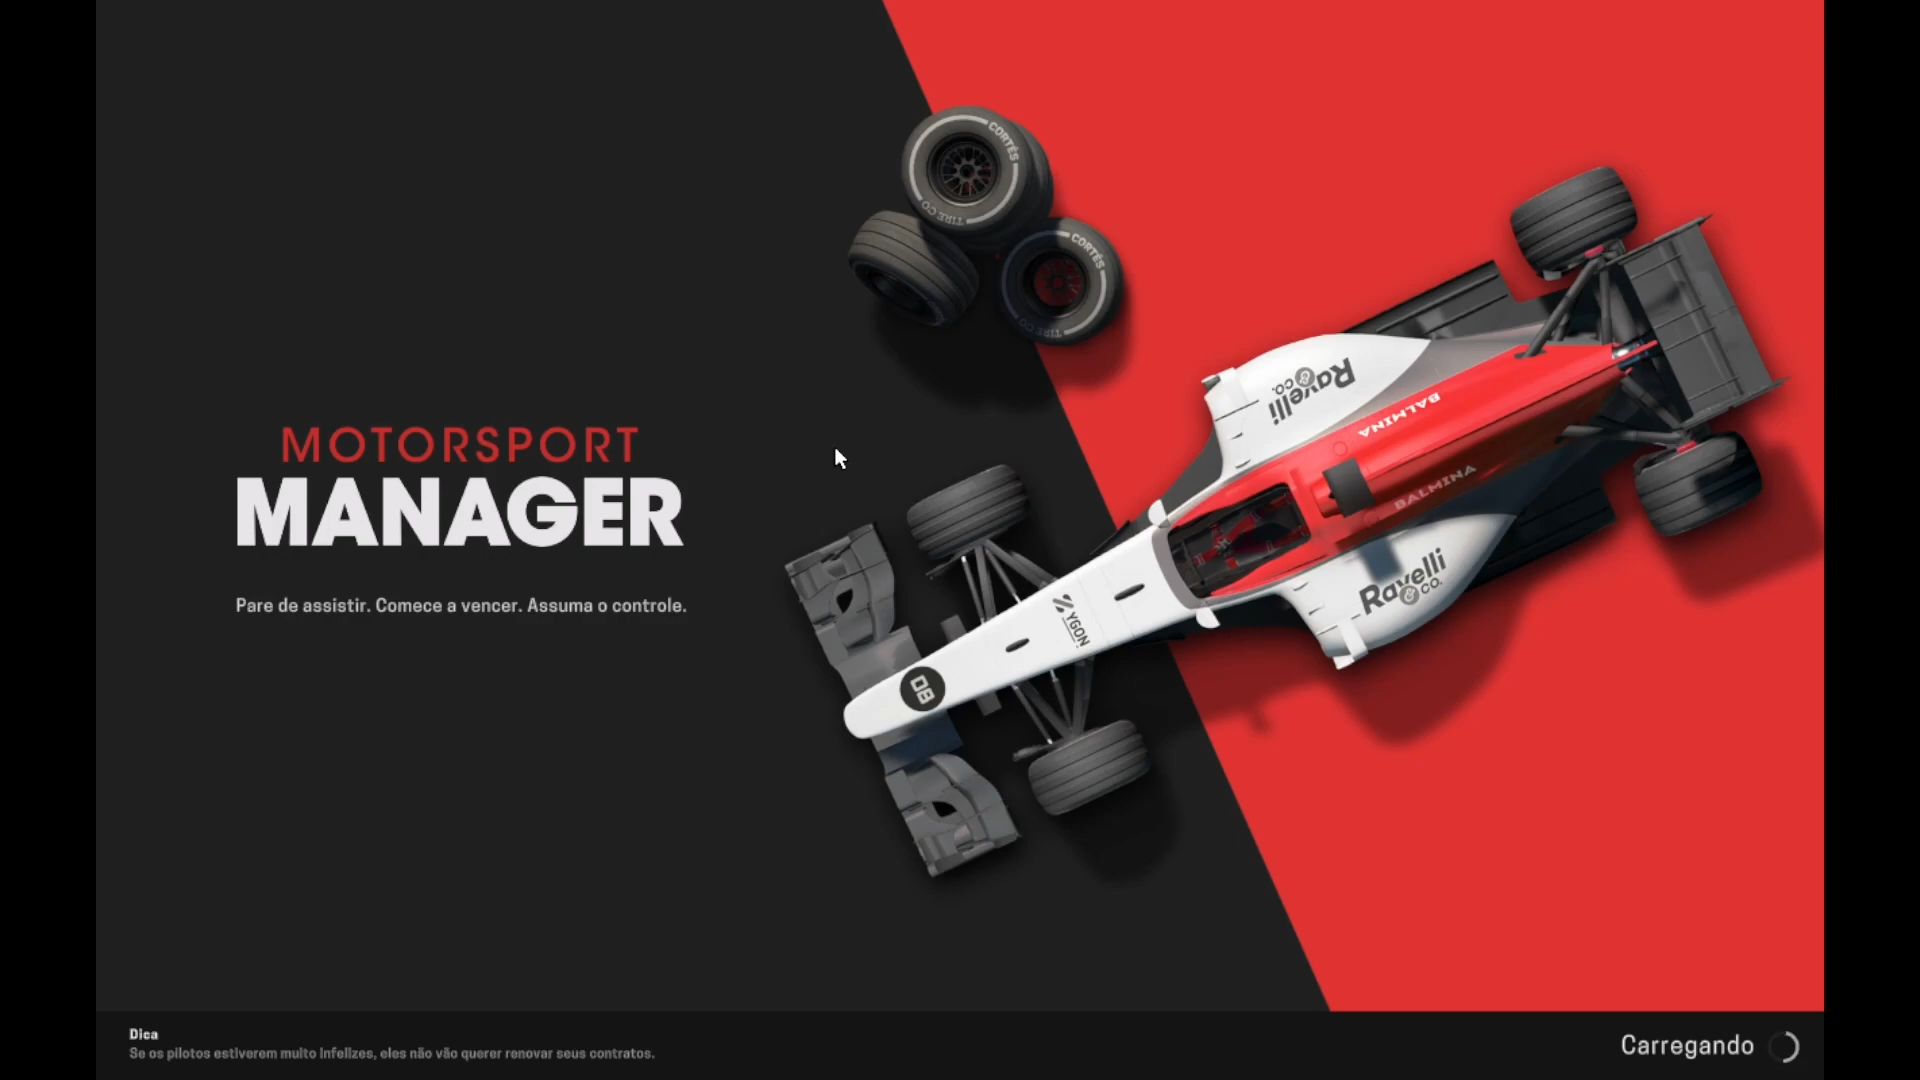 CORTÉS
TIRE CO
CORTÉS
TIRE CO
Ravelli
& CO.
BALMINA
BALMINA
MOTORSPORT
MANAGER
Pare de assistir. Comece a vencer. Assuma o controle.
Ravelli
& CO.
ZYGON
08
Dica
Se os pilotos estiverem muito infelizes, eles não vão querer renovar seus contratos.
Carregando